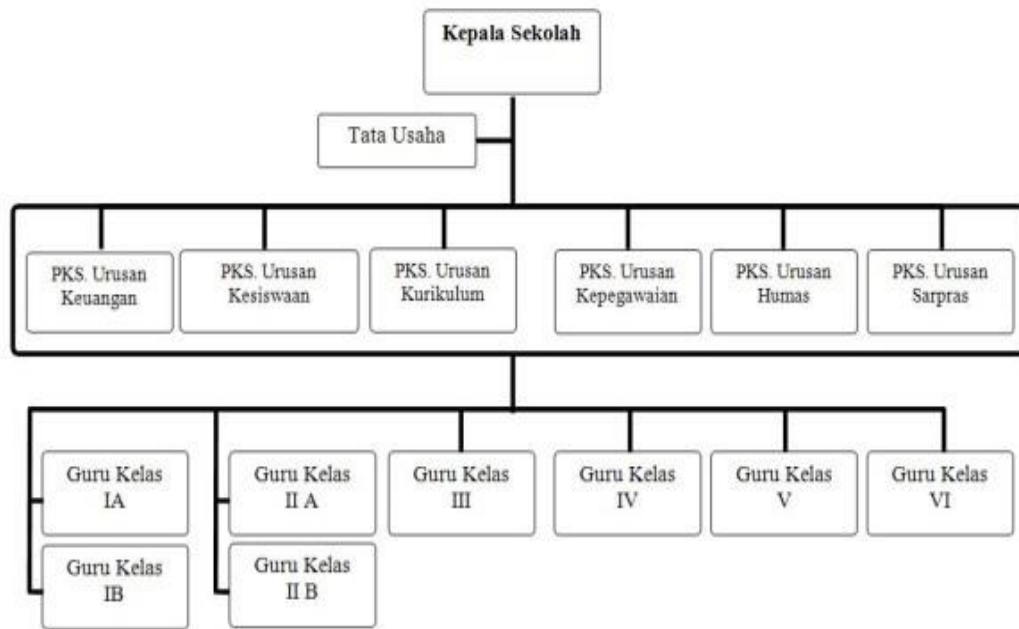 Kepala Sekolah
Tata Usaha
PKS. Urusan
Keuangan
PKS. Urusan
Kesiswaan
PKS. Urusan
Kurikulum
PKS. Urusan
Kepegawaian
PKS. Urusan
Humas
PKS. Urusan
Sarpras
Guru Kelas
IA
Guru Kelas
II A
Guru Kelas
III
Guru Kelas
IV
Guru Kelas
V
Guru Kelas
VI
Guru Kelas
IB
Guru Kelas
II B